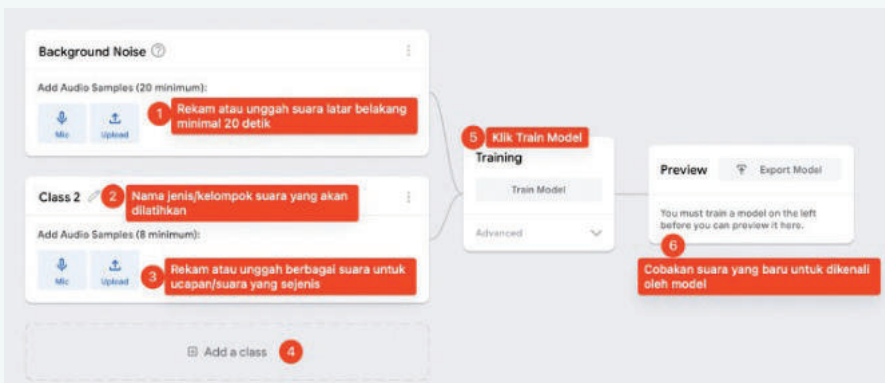 Background Noise
Add Audio Samples (20 minimum):
Mic
Upload
1
Rekam atau unggah suara latar belakang
minimal 20 detik
Class 2
2
Nama jenis/kelompok suara yang akan
dilatihkan
Add Audio Samples (8 minimum):
Mic
Upload
3
Rekam atau unggah berbagai suara untuk
ucapan/suara yang sejenis
Add a class
4
5
Klik Train Model
Training
Train Model
Advanced
Preview
Export Model
You must train a model on the left
before you can preview it here.
6
Cobakan suara yang baru untuk dikenali
oleh model